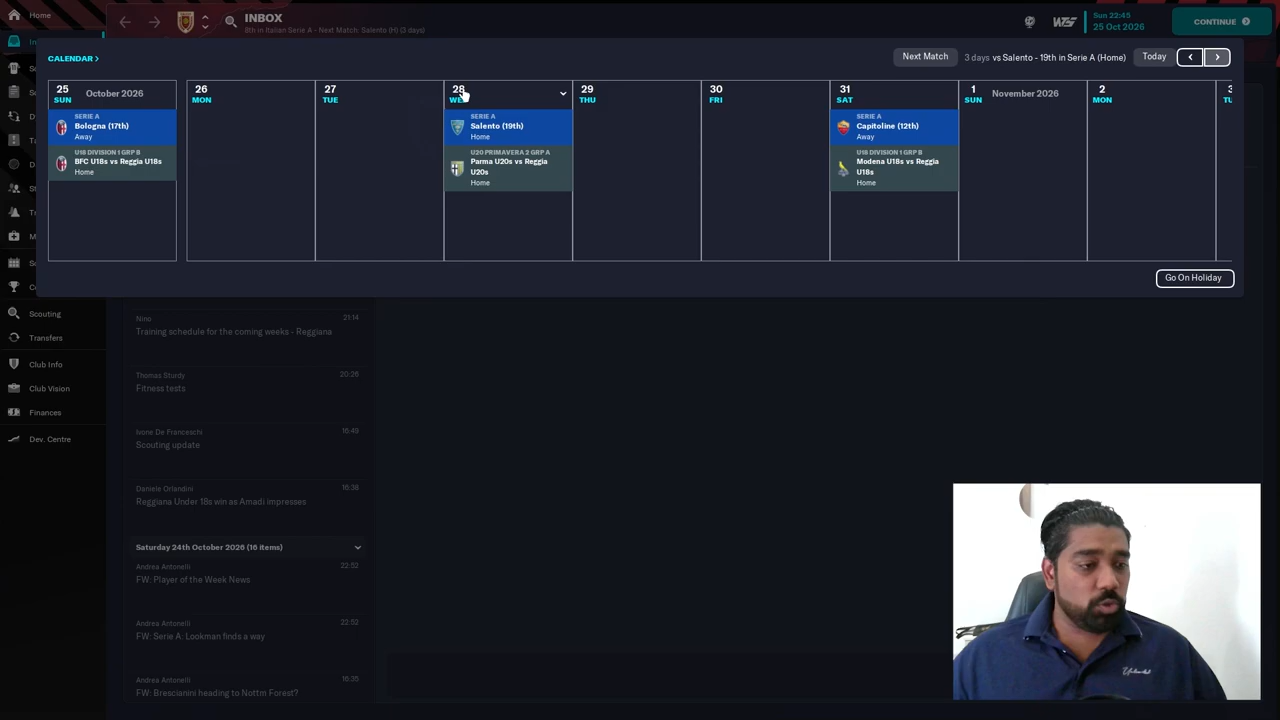 Home
INBOX
8th in Italian Serie A - Next Match: Salento (H) (3 days)
Sun 22:45
25 Oct 2026
CONTINUE
CALENDAR >
Next Match
3 days vs Salento - 19th in Serie A (Home)
Today
25
SUN
October 2026
26
MON
27
TUE
28
29
THU
30
FRI
31
SAT
1
SUN
November 2026
2
MON
SERIE A
Bologna (17th)
Away
U18 DIVISION 1 GRP B
BFC U18s vs Reggia U18s
Home
SERIE A
Salento (19th)
Home
U20 PRIMAVERA 2 GRP A
Parma U20s vs Reggia
U20s
Home
SERIE A
Capitoline (12th)
Away
U18 DIVISION 1 GRP B
Modena U18s vs Reggia
U18s
Home
Go On Holiday
Scouting
Transfers
Club Info
Club Vision
Finances
Dev. Centre
Nino 21:14
Training schedule for the coming weeks - Reggiana
Thomas Sturdy 20:26
Fitness tests
Ivone De Franceschi 16:49
Scouting update
Daniele Orlandini 16:38
Reggiana Under 18s win as Amadi impresses
Saturday 24th October 2026 (16 items)
Andrea Antonelli 22:52
FW: Player of the Week News
Andrea Antonelli 22:52
FW: Serie A: Lookman finds a way
Andrea Antonelli 16:35
FW: Brescianini heading to Nottm Forest?